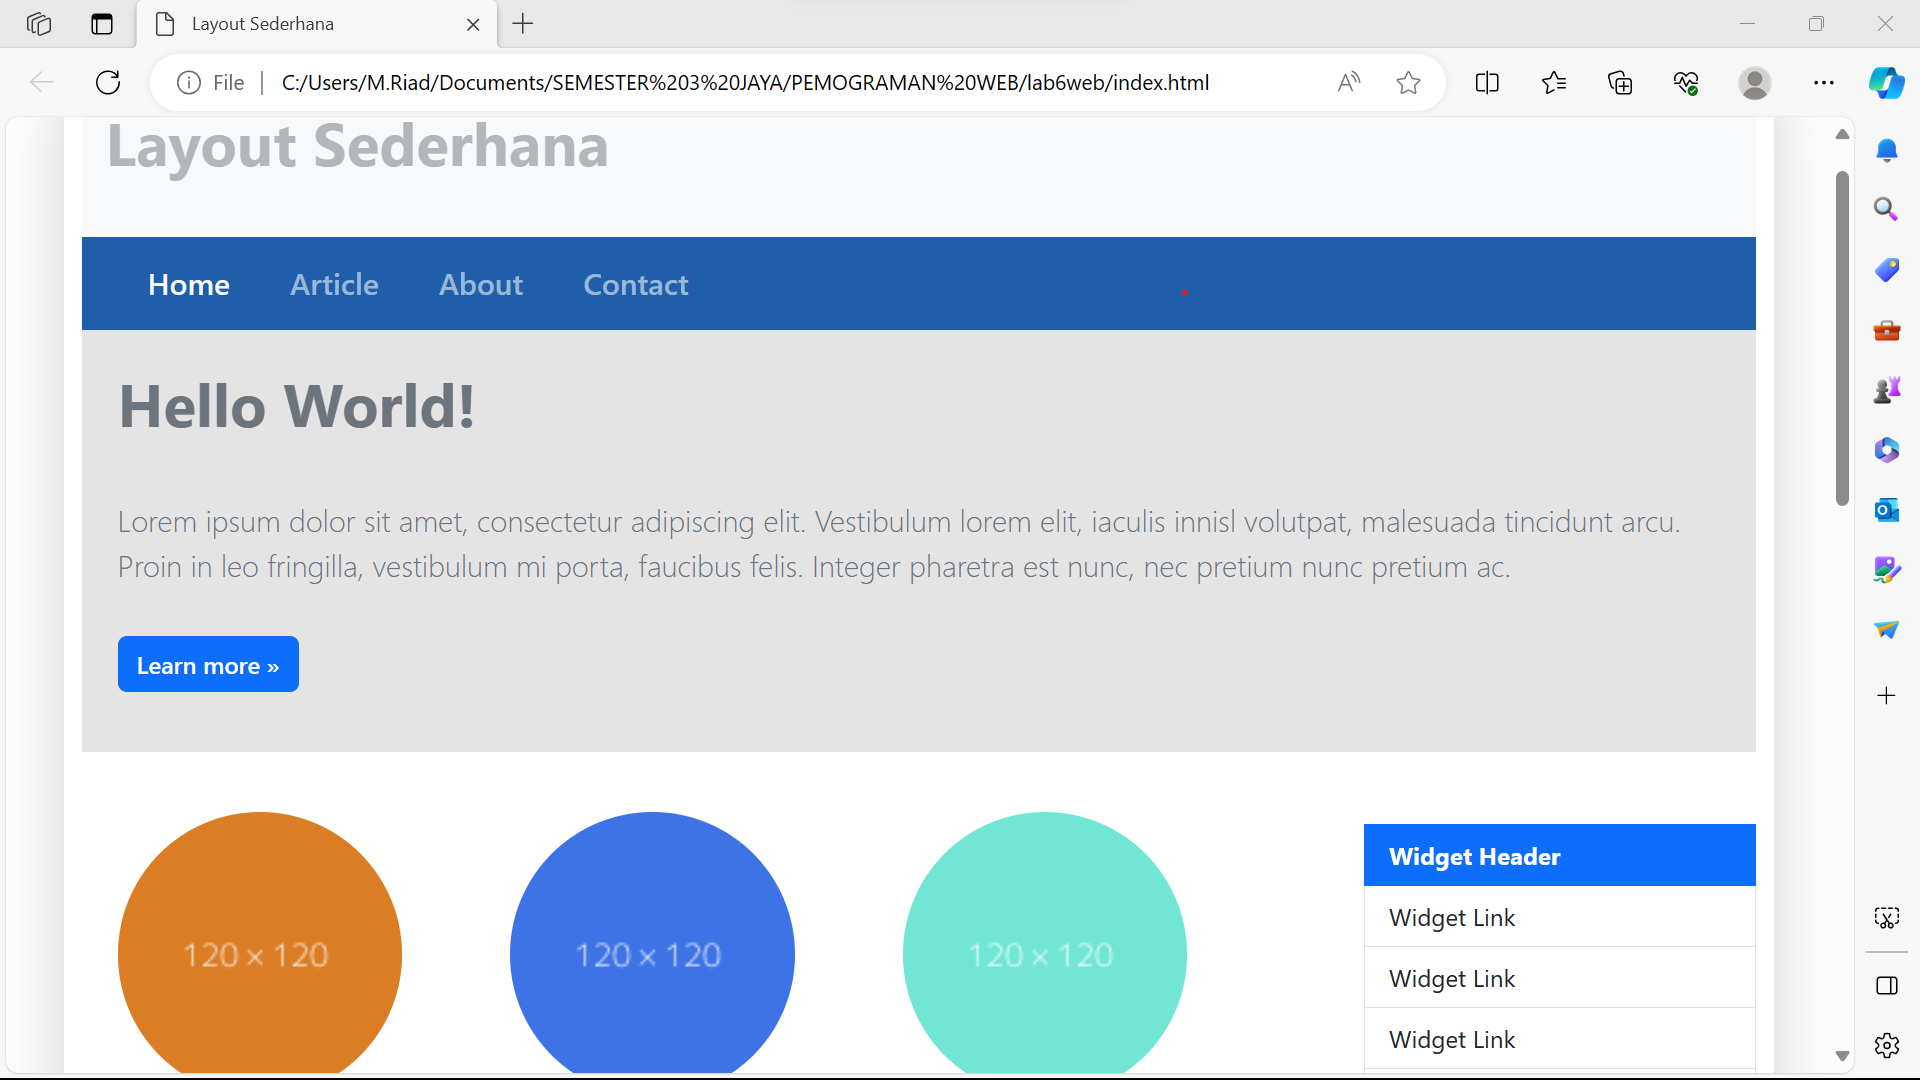 Layout Sederhana
File
C:/Users/M.Riad/Documents/SEMESTER%203%20JAYA/PEMOGRAMAN%20WEB/lab6web/index.html
Layout Sederhana
Home Article About Contact
Hello World!
Lorem ipsum dolor sit amet, consectetur adipiscing elit. Vestibulum lorem elit, iaculis innisl volutpat, malesuada tincidunt arcu.
Proin in leo fringilla, vestibulum mi porta, faucibus felis. Integer pharetra est nunc, nec pretium nunc pretium ac.
Learn more »
120 × 120
120 × 120
120 × 120
Widget Header
Widget Link
Widget Link
Widget Link